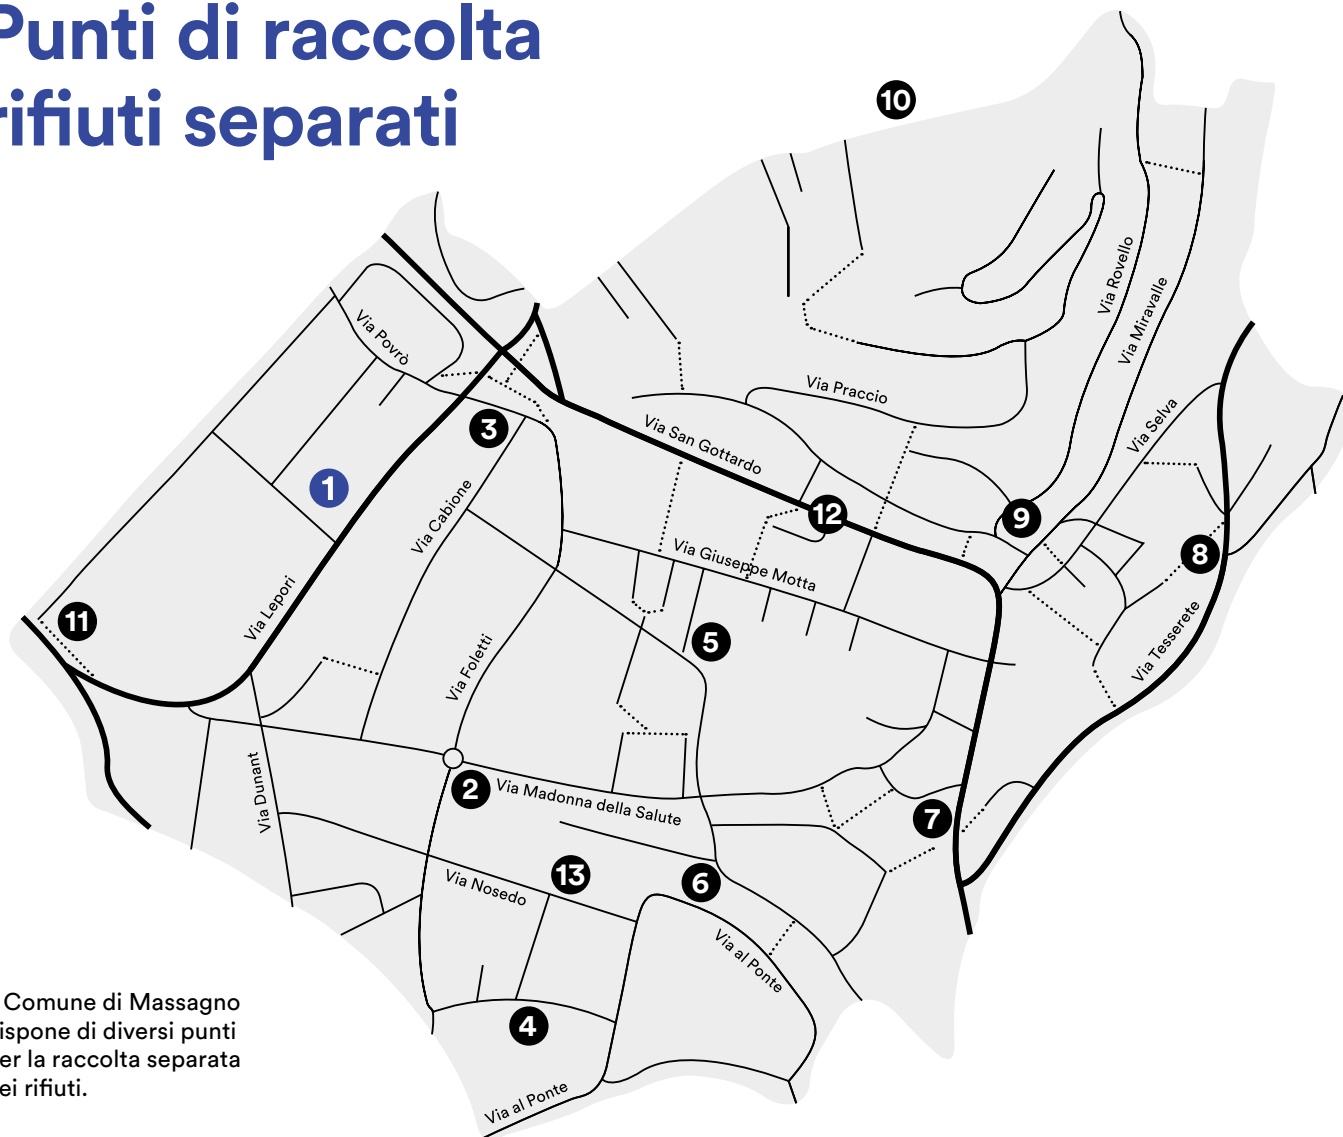 Punti di raccolta
rifiuti separati
10
Via Rovello
Via Miravalle
Via Povrò
Via Praccio
Via Selva
3
Via San Gottardo
1
Via Cabione
12
9
Via Giuseppe Motta
8
Via Lepori
11
5
Via Foletti
Via Tesserete
Via Dunant
2
Via Madonna della Salute
7
13
6
Via Nosedo
Via al Ponte
4
Via al Ponte
Comune di Massagno
ispone di diversi punti
er la raccolta separata
ei rifiuti.